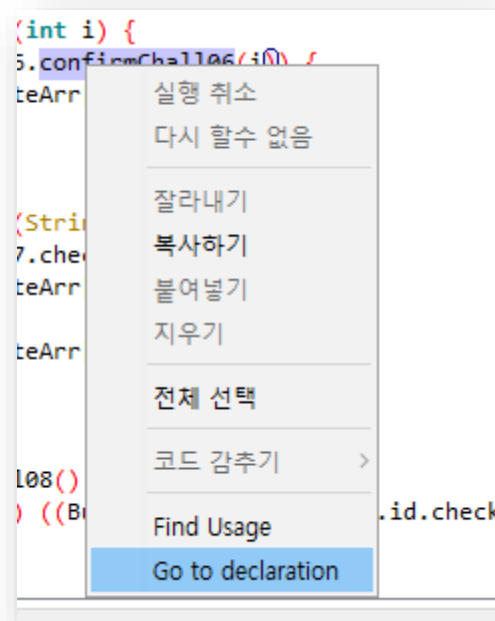 (int i) {
.confirmChall06(i)) {
teArr
실행 취소
다시 할수 없음
잘라내기
(Stri
복사하기
7.che
teArr
붙여넣기
지우기
teArr
전체 선택
코드 감추기 >
l08()
) ((B .id.check
Find Usage
Go to declaration